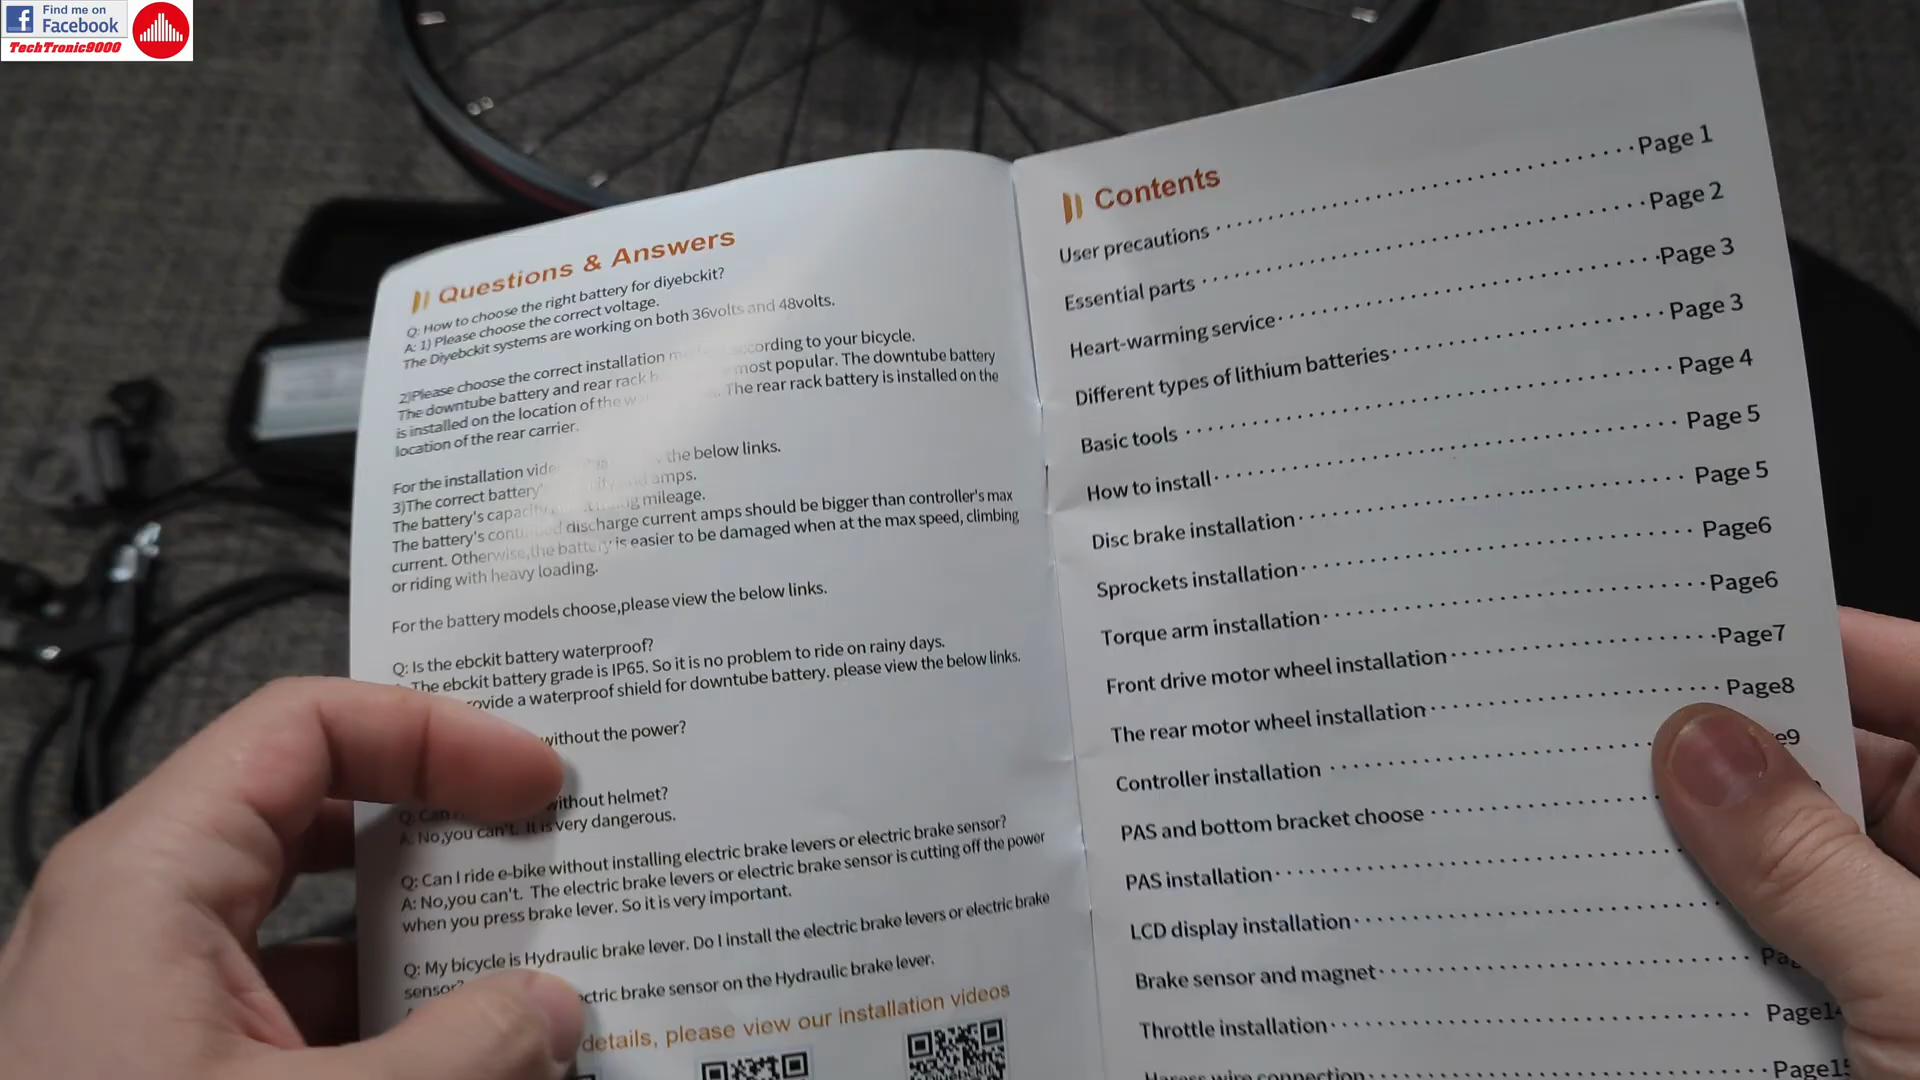 Find me on
Facebook
TechTronic9000
Questions & Answers
Q: How to choose the right battery for diyebckit?
A: 1) Please choose the correct voltage.
The Diyebckit systems are working on both 36volts and 48volts.
2)Please choose the correct installation according to your bicycle.
The downtube battery and rear rack most popular. The downtube battery
is installed on the location of the The rear rack battery is installed on the
location of the rear carrier.
For the installation the below links.
3)The correct battery's and amps.
The battery's capacity mileage.
The battery's discharge current amps should be bigger than controller's max
current. Otherwise,the battery is easier to be damaged when at the max speed, climbing
or riding with heavy loading.
For the battery models choose,please view the below links.
Q: Is the ebckit battery waterproof?
The ebckit battery grade is IP65. So it is no problem to ride on rainy days.
a waterproof shield for downtube battery. please view the below links.
without the power?
Q: Can without helmet?
A: No,you can't. It is very dangerous.
Q: Can I ride e-bike without installing electric brake levers or electric brake sensor?
A: No,you can't. The electric brake levers or electric brake sensor is cutting off the power
when you press brake lever. So it is very important.
Q: My bicycle is Hydraulic brake lever. Do I install the electric brake levers or electric brake
sensor?
brake sensor on the Hydraulic brake lever.
details, please view our installation videos
Contents
User precautions Page 1
Essential parts Page 2
Heart-warming service Page 3
Different types of lithium batteries Page 3
Basic tools Page 4
How to install Page 5
Disc brake installation Page 5
Sprockets installation Page6
Torque arm installation Page6
Front drive motor wheel installation Page7
The rear motor wheel installation Page8
Controller installation
PAS and bottom bracket choose
PAS installation
LCD display installation
Brake sensor and magnet
Throttle installation Page14
wire connection Page15